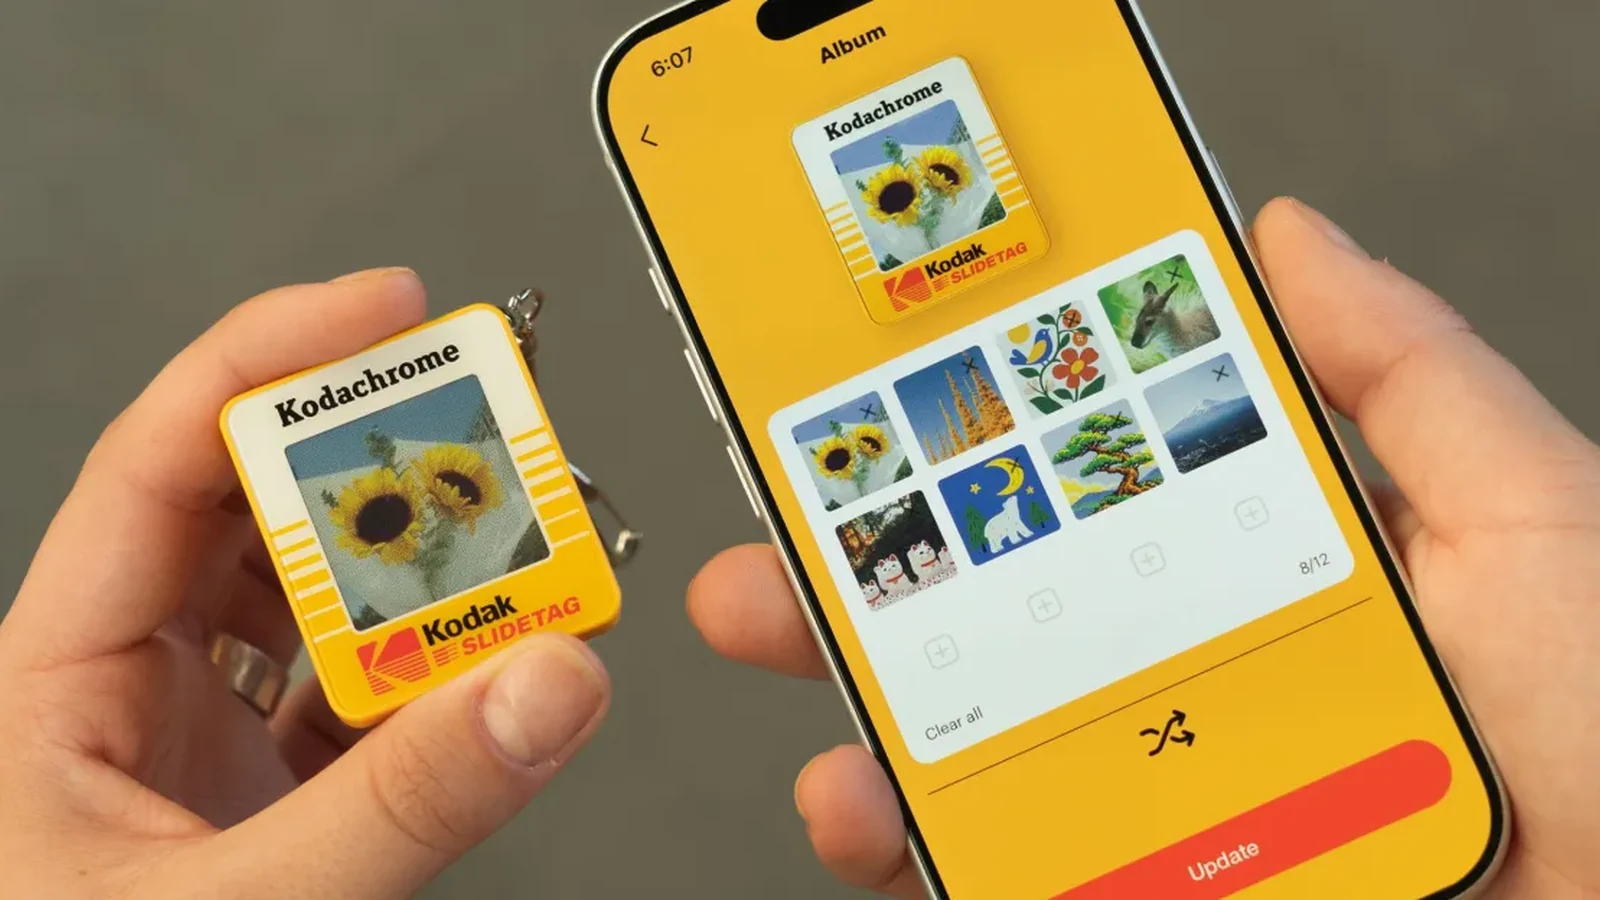 Kodachrome
Kodak
SLIDETAG
6:07
Album
Kodachrome
Kodak
SLIDETAG
8/12
Clear all
Update